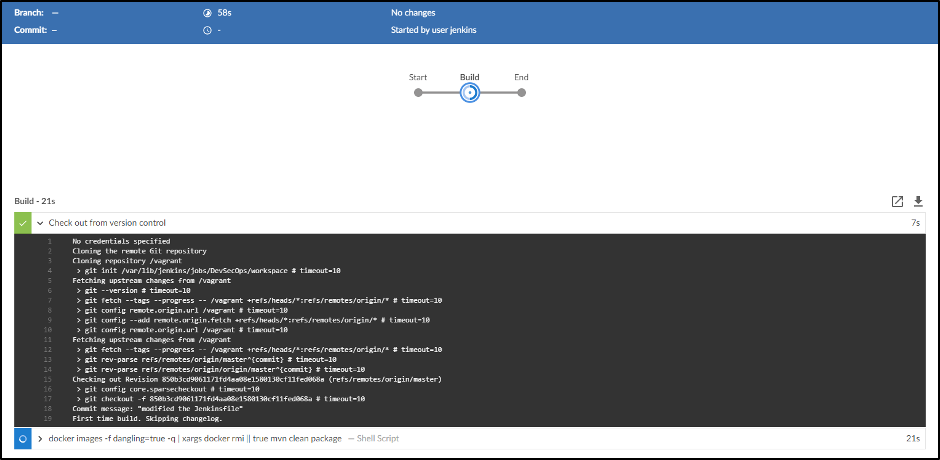 Branch: — 58s No changes
Commit: — - Started by user jenkins
Start Build End
Build - 21s
Check out from version control 7s
1 No credentials specified
2 Cloning the remote Git repository
3 Cloning repository /vagrant
4 > git init /var/lib/jenkins/jobs/DevSecOps/workspace # timeout=10
5 Fetching upstream changes from /vagrant
6 > git --version # timeout=10
7 > git fetch --tags --progress -- /vagrant +refs/heads/*:refs/remotes/origin/* # timeout=10
8 > git config remote.origin.url /vagrant # timeout=10
9 > git config --add remote.origin.fetch +refs/heads/*:refs/remotes/origin/* # timeout=10
10 > git config remote.origin.url /vagrant # timeout=10
11 Fetching upstream changes from /vagrant
12 > git fetch --tags --progress -- /vagrant +refs/heads/*:refs/remotes/origin/* # timeout=10
13 > git rev-parse refs/remotes/origin/master^{commit} # timeout=10
14 > git rev-parse refs/remotes/origin/origin/master^{commit} # timeout=10
15 Checking out Revision 850b3cd9061171fd4aa08e1580130cf11fed068a (refs/remotes/origin/master)
16 > git config core.sparsecheckout # timeout=10
17 > git checkout -f 850b3cd9061171fd4aa08e1580130cf11fed068a # timeout=10
18 Commit message: "modified the Jenkinsfile"
19 First time build. Skipping changelog.
docker images -f dangling=true -q | xargs docker rmi || true mvn clean package — Shell Script 21s